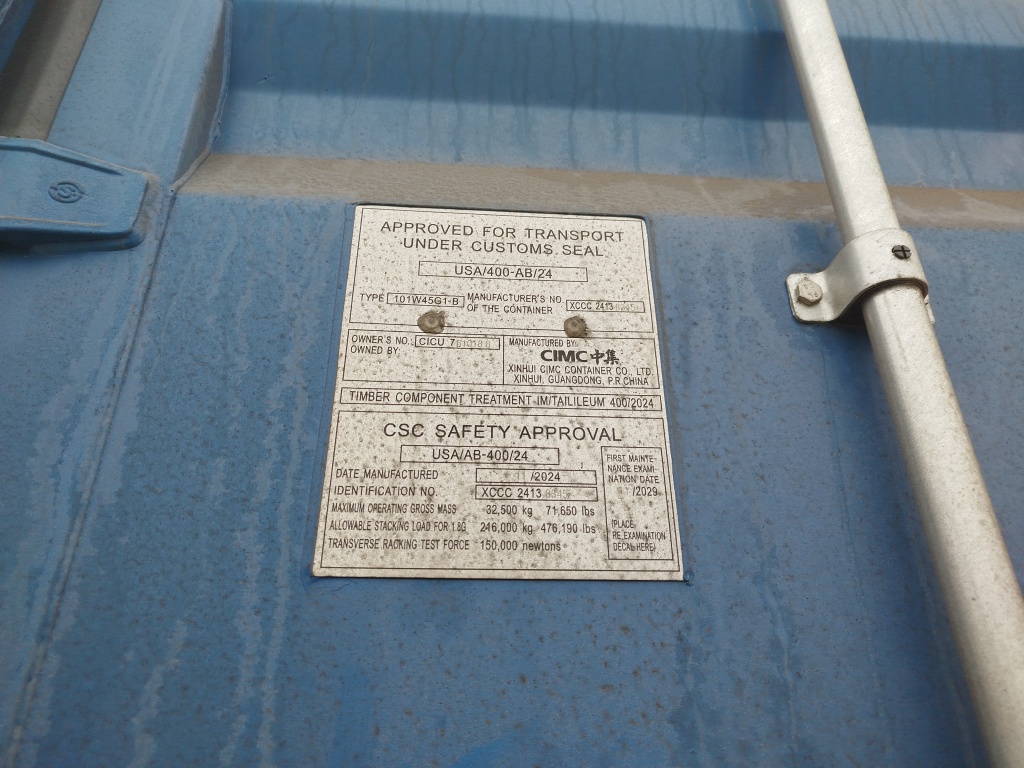 APPROVED FOR TRANSPORT
UNDER CUSTOMS SEAL
USA/400-AB/24
TYPE 101W45G1-B MANUFACTURER'S NO. OF THE CONTAINER XCCC 2413
OWNER'S NO. CICU 7
OWNED BY:
MANUFACTURED BY:
CIMC 中集
XINHUI CIMC CONTAINER CO., LTD.
XINHUI, GUANGDONG, P.R.CHINA
TIMBER COMPONENT TREATMENT IM/TAILILEUM 400/2024
CSC SAFETY APPROVAL
USA/AB-400/24
DATE MANUFACTURED /2024
IDENTIFICATION NO. XCCC 2413
MAXIMUM OPERATING GROSS MASS 32,500 kg 71,650 lbs
ALLOWABLE STACKING LOAD FOR 1.8G 246,000 kg 476,190 lbs
TRANSVERSE RACKING TEST FORCE 150,000 newtons
FIRST MAINTE-
NANCE EXAMI-
NATION DATE
/2029
(PLACE
RE_EXAMINATION
DECAL HERE)